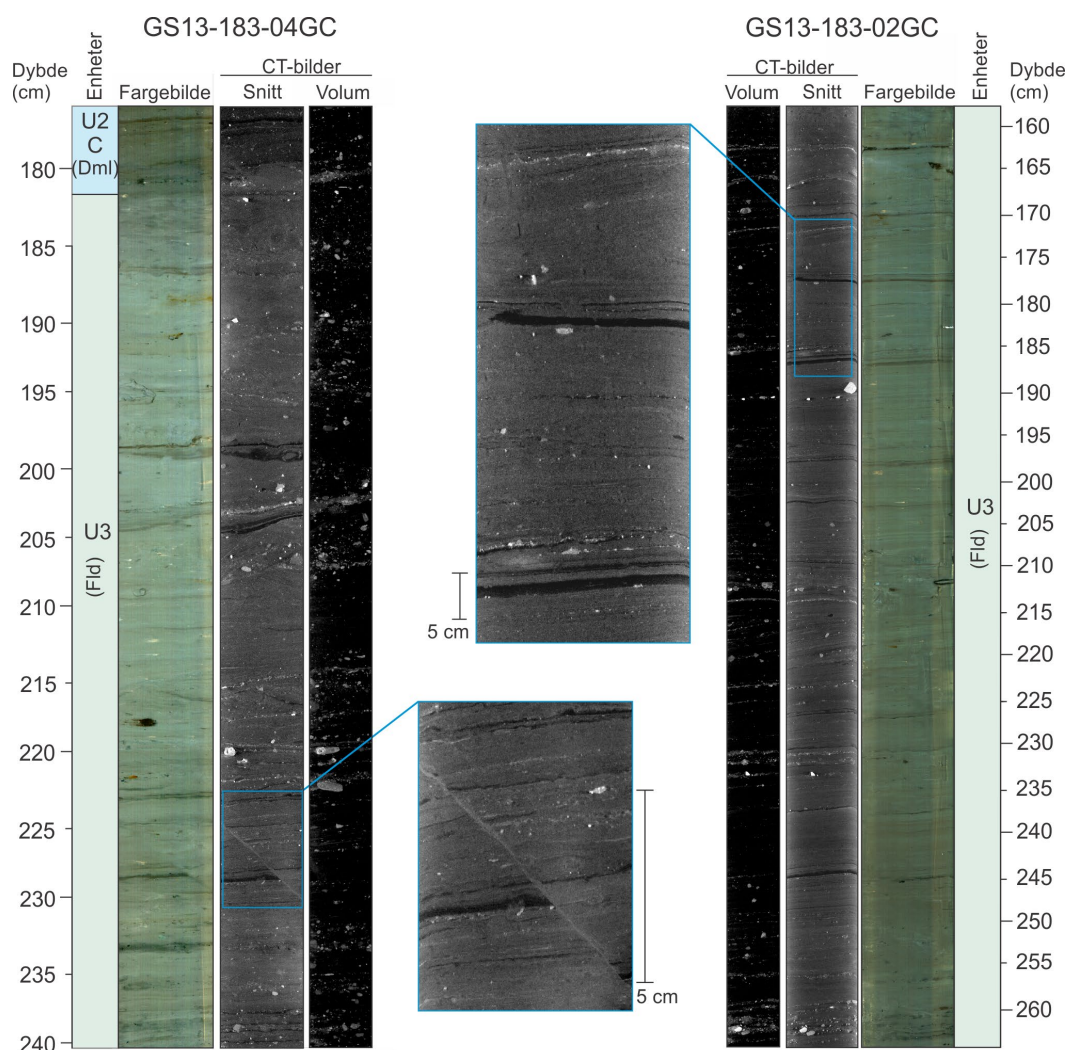 GS13-183-04GC
GS13-183-02GC
Dybde
(cm)
Enheter
Fargebilde
CT-bilder
Snitt
Volum
CT-bilder
Volum
Snitt
Fargebilde
Enheter
Dybde
(cm)
U2
C
(Dml)
U3
(Fld)
180
185
190
195
200
205
210
215
220
225
230
235
240
5 cm
5 cm
U3
(Fld)
160
165
170
175
180
185
190
195
200
205
210
215
220
225
230
235
240
245
250
255
260